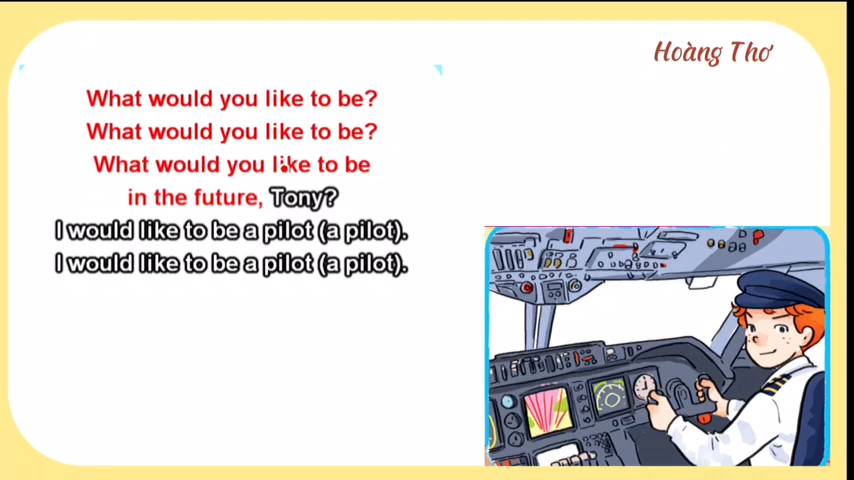 Hoàng Thơ
What would you like to be?
What would you like to be?
What would you like to be
in the future, Tony?
I would like to be a pilot (a pilot).
I would like to be a pilot (a pilot).